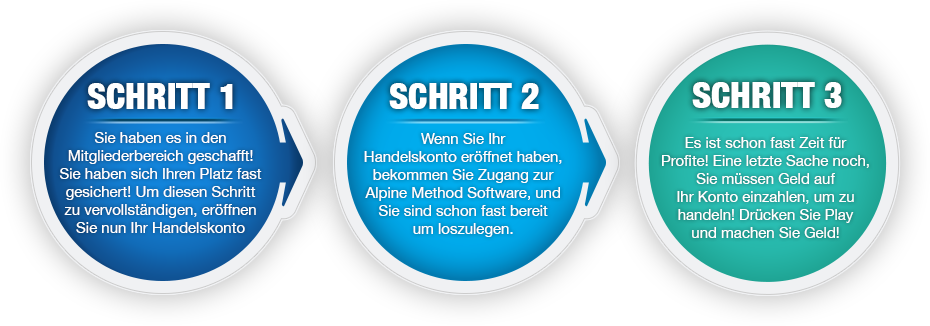 SCHRITT 1
Sie haben es in den
Mitgliederbereich geschafft!
Sie haben sich Ihren Platz fast
gesichert! Um diesen Schritt
zu vervollständigen, eröffnen
Sie nun Ihr Handelskonto
SCHRITT 2
Wenn Sie Ihr
Handelskonto eröffnet haben,
bekommen Sie Zugang zur
Alpine Method Software, und
Sie sind schon fast bereit
um loszulegen.
SCHRITT 3
Es ist schon fast Zeit für
Profite! Eine letzte Sache noch,
Sie müssen Geld auf
Ihr Konto einzahlen, um zu
handeln! Drücken Sie Play
und machen Sie Geld!